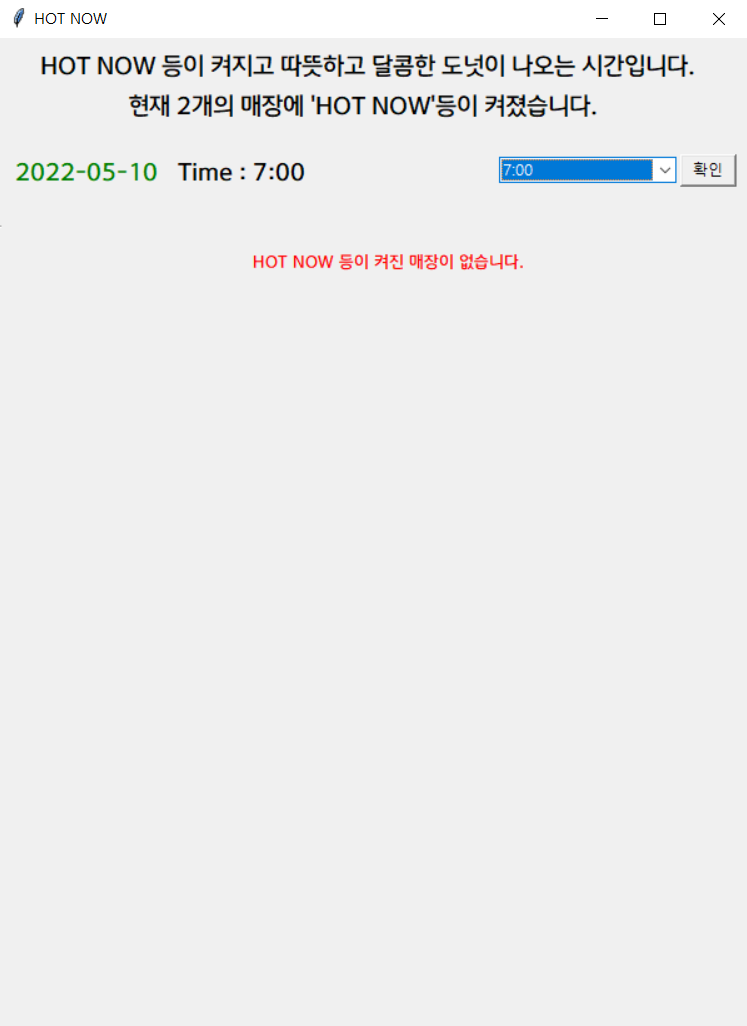 HOT NOW
HOT NOW 등이 켜지고 따뜻하고 달콤한 도넛이 나오는 시간입니다.
현재 2개의 매장에 'HOT NOW'등이 켜졌습니다.
2022-05-10 Time : 7:00 7:00 확인
HOT NOW 등이 켜진 매장이 없습니다.